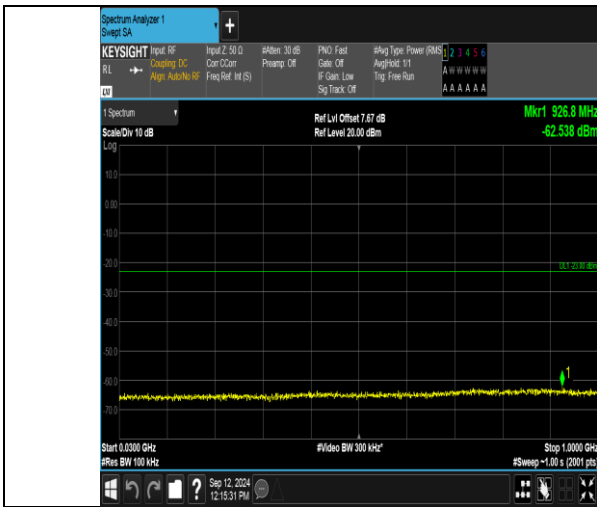 Spectrum Analyzer 1
Swept SA
+
KEYSIGHT
RL
LXI
Input: RF
Coupling: DC
Align: Auto/No RF
Input Z: 50 Ω
Corr CCorr
Freq Ref: Int (S)
#Atten: 30 dB
Preamp: Off
PNO: Fast
Gate: Off
IF Gain: Low
Sig Track: Off
#Avg Type: Power (RMS
Avg|Hold: 1/1
Trig: Free Run
1 2 3 4 5 6
A W W W W W
A A A A A A
1 Spectrum
Scale/Div 10 dB
Log
Ref Lvl Offset 7.67 dB
Ref Level 20.00 dBm
Mkr1 926.8 MHz
-62.538 dBm
10.0
0.00
-10.0
-20.0
DL1 -23.00 dBm
-30.0
-40.0
-50.0
-60.0
1
-70.0
Start 0.0300 GHz
#Res BW 100 kHz
#Video BW 300 kHz*
Stop 1.0000 GHz
#Sweep ~1.00 s (2001 pts)
?
Sep 12, 2024
12:15:31 PM